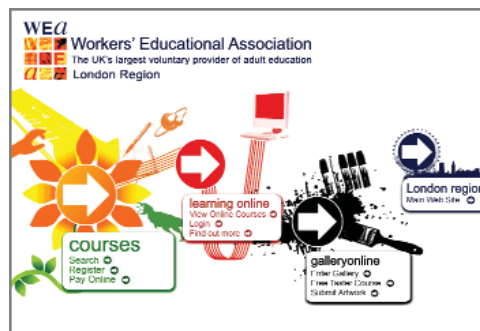 WEa
Workers' Educational Association
The UK's largest voluntary provider of adult education
London Region
learning online
View Online Courses
Login
Find out more
London region
Main Web Site
courses
Search
Register
Pay Online
galleryonline
Enter Gallery
Free Taster Course
Submit Artwork